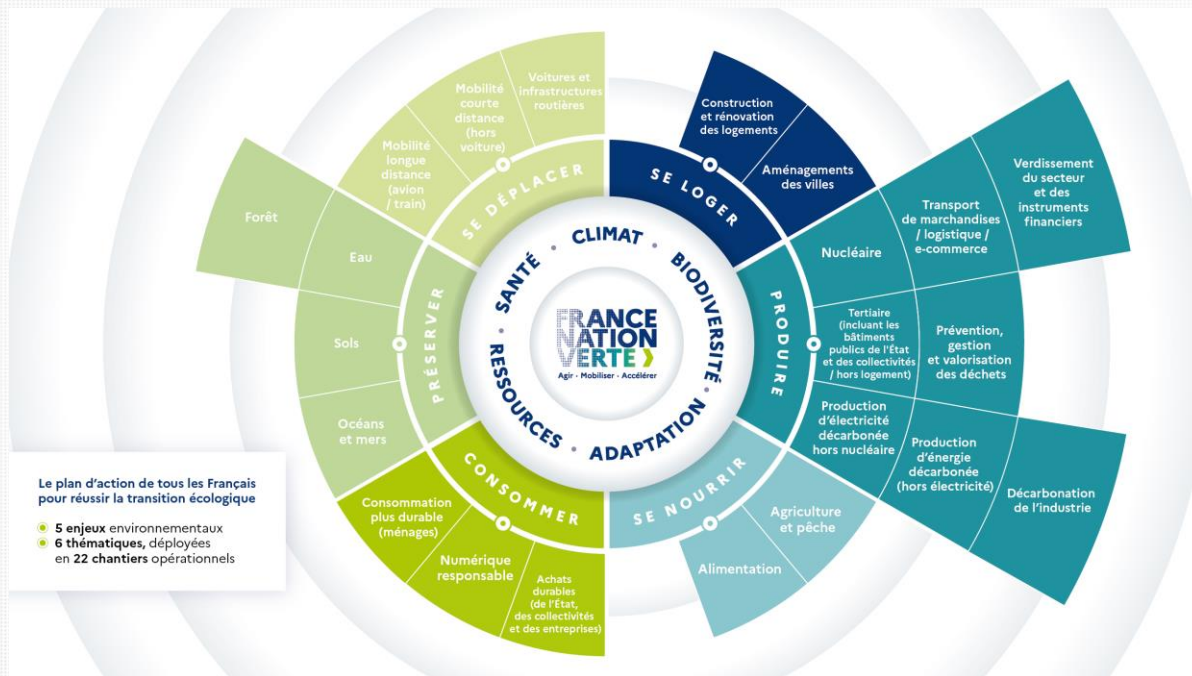 Voitures et
infrastructures
routières
Mobilité
courte
distance
(hors
voiture)
Mobilité
longue
distance
(avion
/ train)
SE DÉPLACER
Construction
et rénovation
des logements
Aménagements
des villes
SE LOGER
Verdissement
du secteur
et des
instruments
financiers
Transport
de marchandises
/ logistique /
e-commerce
Nucléaire
Tertiaire
(incluant les
bâtiments
publics de l'État
et des collectivités
/ hors logement)
Prévention,
gestion
et valorisation
des déchets
Production
d'électricité
décarbonée
hors nucléaire
Production
d'énergie
décarbonée
(hors électricité)
Décarbonation
de l'industrie
PRODUIRE
Agriculture
et pêche
Alimentation
SE NOURRIR
Achats
durables
(de l'État,
des collectivités
et des entreprises)
Numérique
responsable
Consommation
plus durable
(ménages)
CONSOMMER
Océans
et mers
Sols
Eau
Forêt
PRÉSERVER
CLIMAT •
BIODIVERSITÉ •
ADAPTATION •
RESSOURCES •
SANTÉ •
FRANCE
NATION
VERTE >
Agir - Mobiliser - Accélérer
Le plan d'action de tous les Français
pour réussir la transition écologique
5 enjeux environnementaux
6 thématiques, déployées
en 22 chantiers opérationnels